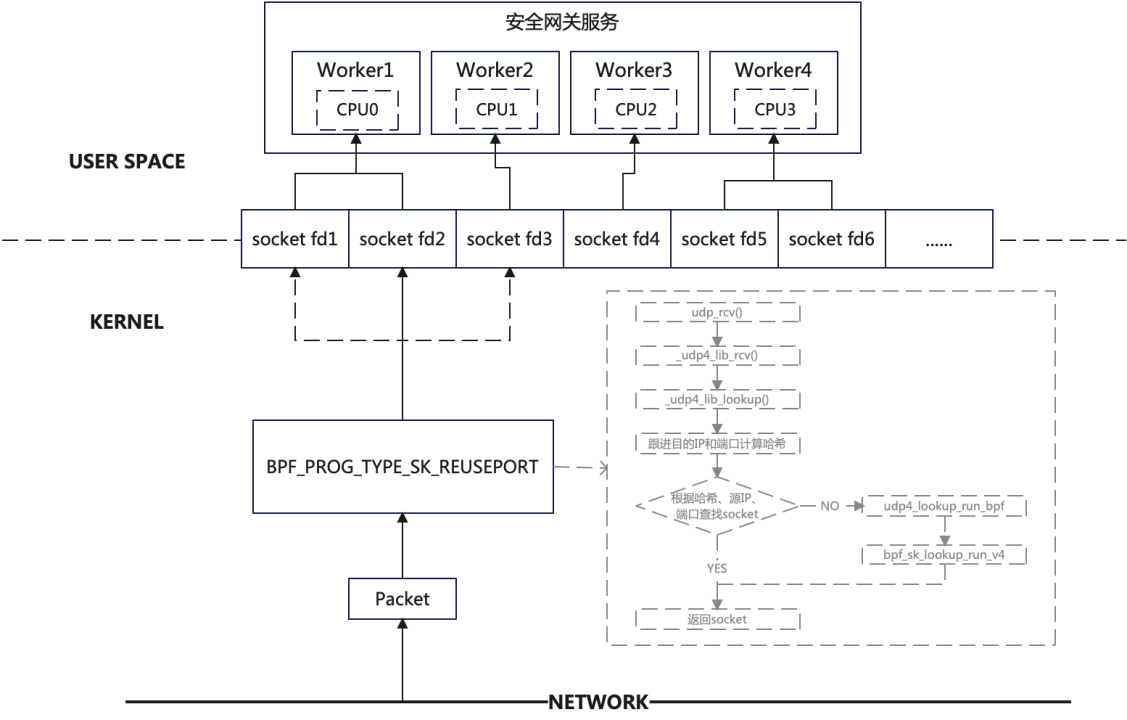 安全网关服务
Worker1
Worker2
Worker3
Worker4
CPU0
CPU1
CPU2
CPU3
USER SPACE
socket fd1
socket fd2
socket fd3
socket fd4
socket fd5
socket fd6
......
KERNEL
udp_rcv()
_udp4_lib_rcv()
_udp4_lib_lookup()
跟进目的IP和端口计算哈希
BPF_PROG_TYPE_SK_REUSEPORT
根据哈希、源IP、
端口查找socket
NO
udp4_lookup_run_bpf
bpf_sk_lookup_run_v4
YES
返回socket
Packet
NETWORK